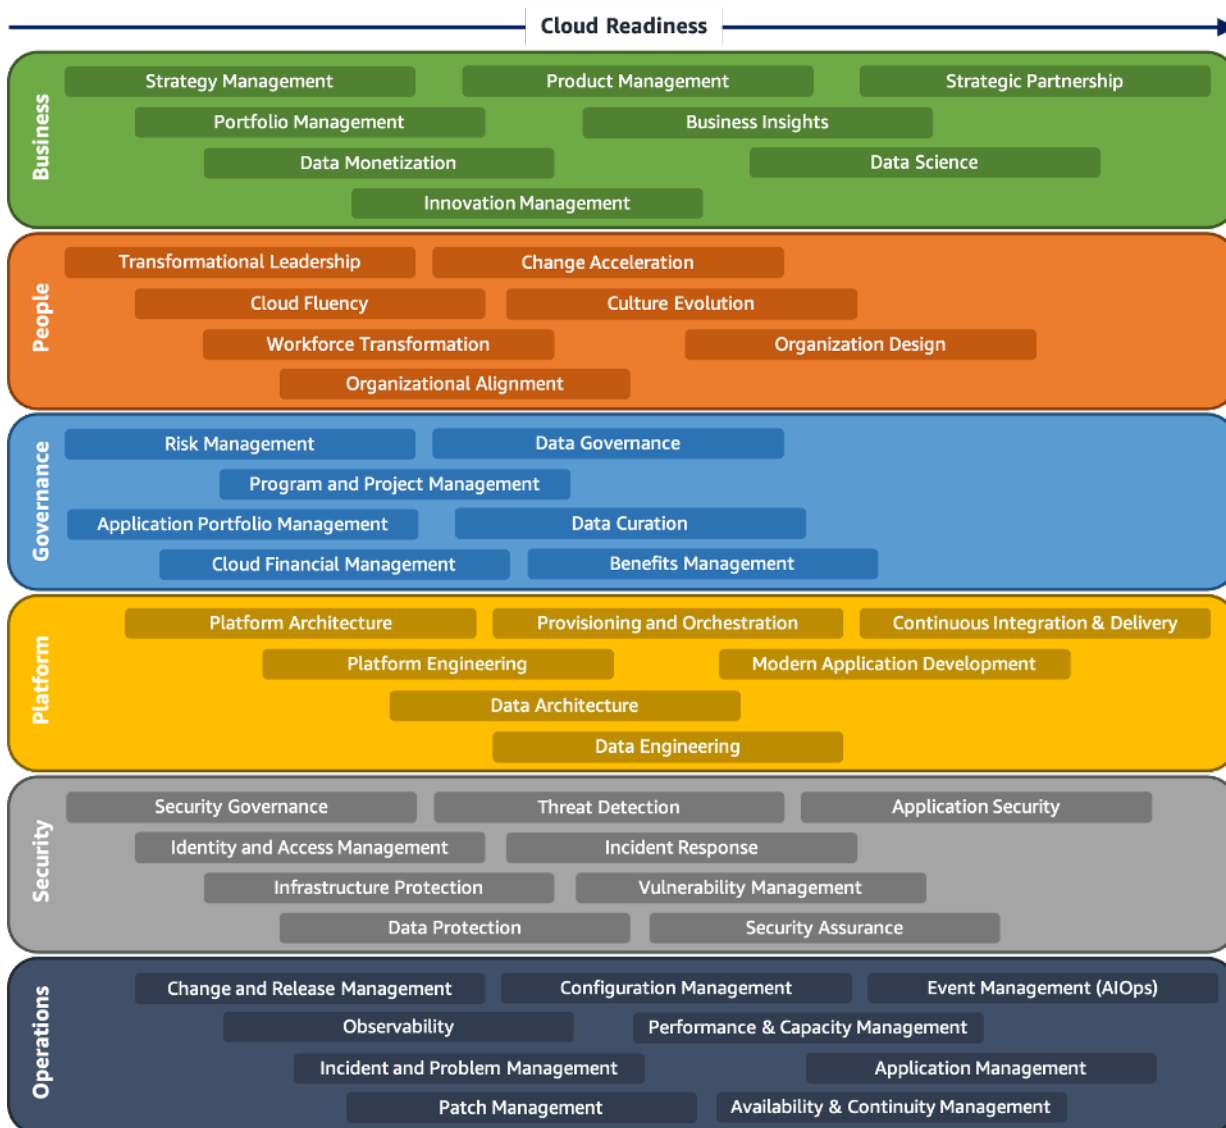 Cloud Readiness
Business
Strategy Management
Product Management
Strategic Partnership
Portfolio Management
Business Insights
Data Monetization
Data Science
Innovation Management
People
Transformational Leadership
Change Acceleration
Cloud Fluency
Culture Evolution
Workforce Transformation
Organization Design
Organizational Alignment
Governance
Risk Management
Data Governance
Program and Project Management
Application Portfolio Management
Data Curation
Cloud Financial Management
Benefits Management
Platform
Platform Architecture
Provisioning and Orchestration
Continuous Integration & Delivery
Platform Engineering
Modern Application Development
Data Architecture
Data Engineering
Security
Security Governance
Threat Detection
Application Security
Identity and Access Management
Incident Response
Infrastructure Protection
Vulnerability Management
Data Protection
Security Assurance
Operations
Change and Release Management
Configuration Management
Event Management (AIOps)
Observability
Performance & Capacity Management
Incident and Problem Management
Application Management
Patch Management
Availability & Continuity Management